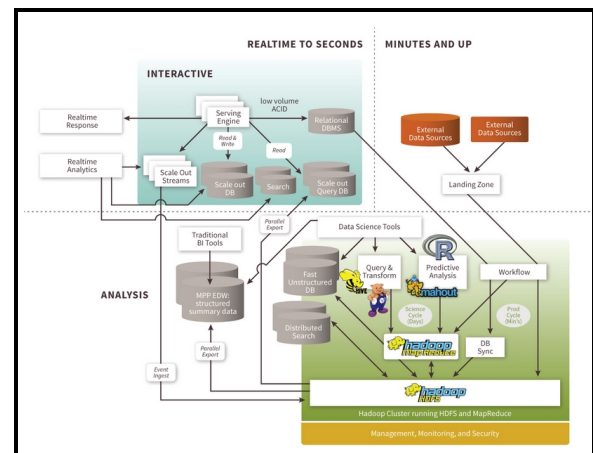 REALTIME TO SECONDS
MINUTES AND UP
INTERACTIVE
low volume
ACID
Serving
Engine
Relational
DBMS
Realtime
Response
External
Data Sources
External
Data Sources
Read &
Write
Read
Realtime
Analytics
Scale Out
Streams
Scale out
DB
Search
Scale out
Query DB
Landing Zone
Parallel
Export
Traditional
BI Tools
Data Science Tools
R
Fast
Unstructured
DB
Query &
Transform
Predictive
Analysis
Workflow
HIVE
mahout
ANALYSIS
MPP EDW:
structured
summary data
Science
Cycle
(Days)
Prod
Cycle
(Min's)
Distributed
Search
hadoop
Map Reduce
DB
Sync
Event
Ingest
Parallel
Export
hadoop
HDFS
Hadoop Cluster running HDFS and MapReduce
Management, Monitoring, and Security